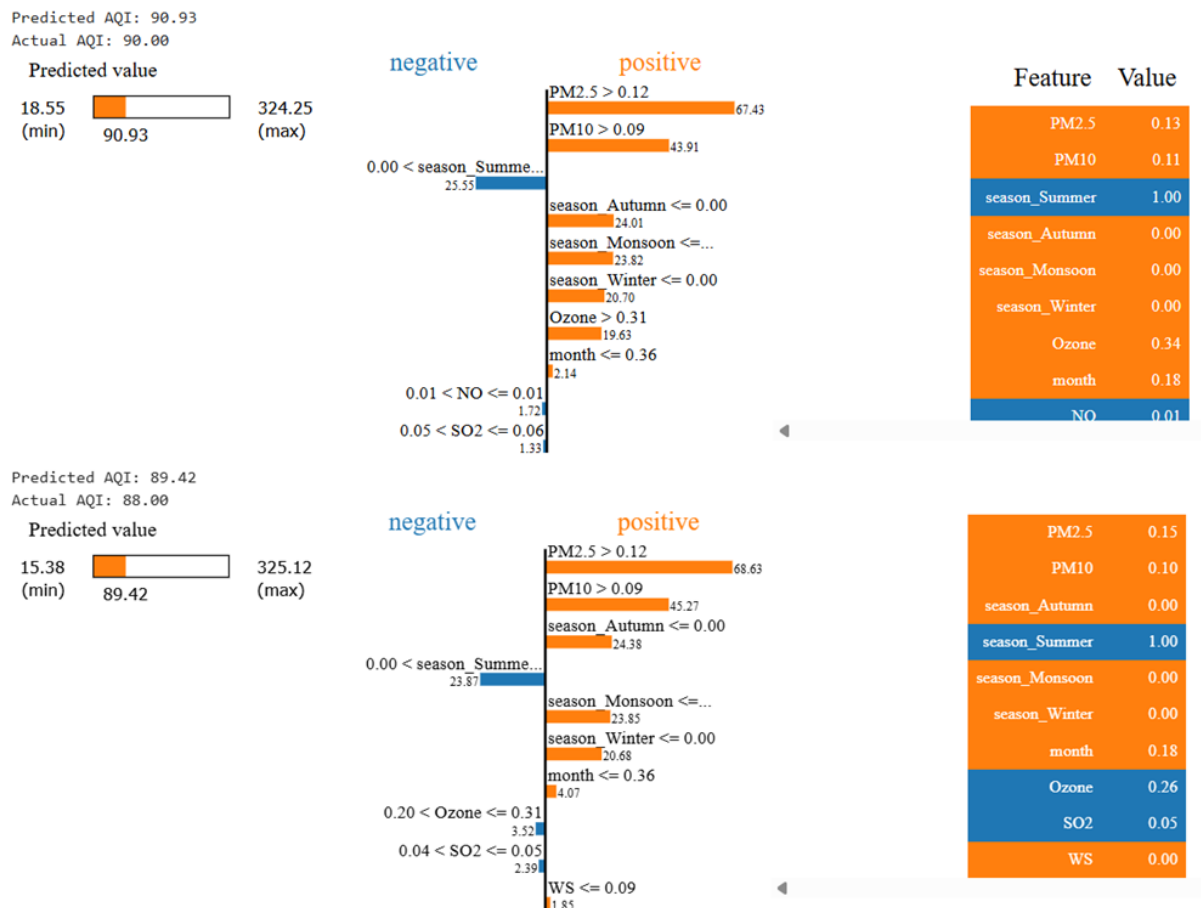 Predicted AQI: 90.93
Actual AQI: 90.00
Predicted value
18.55
(min)
90.93
324.25
(max)
negative
positive
PM2.5 > 0.12
67.43
PM10 > 0.09
43.91
0.00 < season_Summe...
25.55
season_Autumn <= 0.00
24.01
season_Monsoon <=...
23.82
season_Winter <= 0.00
20.70
Ozone > 0.31
19.63
month <= 0.36
2.14
0.01 < NO <= 0.01
1.72
0.05 < SO2 <= 0.06
1.33
Feature Value
PM2.5 0.13
PM10 0.11
season_Summer 1.00
season_Autumn 0.00
season_Monsoon 0.00
season_Winter 0.00
Ozone 0.34
month 0.18
NO 0.01
Predicted AQI: 89.42
Actual AQI: 88.00
Predicted value
15.38
(min)
89.42
325.12
(max)
negative
positive
PM2.5 > 0.12
68.63
PM10 > 0.09
45.27
season_Autumn <= 0.00
24.38
0.00 < season_Summe...
23.87
season_Monsoon <=...
23.85
season_Winter <= 0.00
20.68
month <= 0.36
4.07
0.20 < Ozone <= 0.31
3.52
0.04 < SO2 <= 0.05
2.39
WS <= 0.09
1.85
PM2.5 0.15
PM10 0.10
season_Autumn 0.00
season_Summer 1.00
season_Monsoon 0.00
season_Winter 0.00
month 0.18
Ozone 0.26
SO2 0.05
WS 0.00